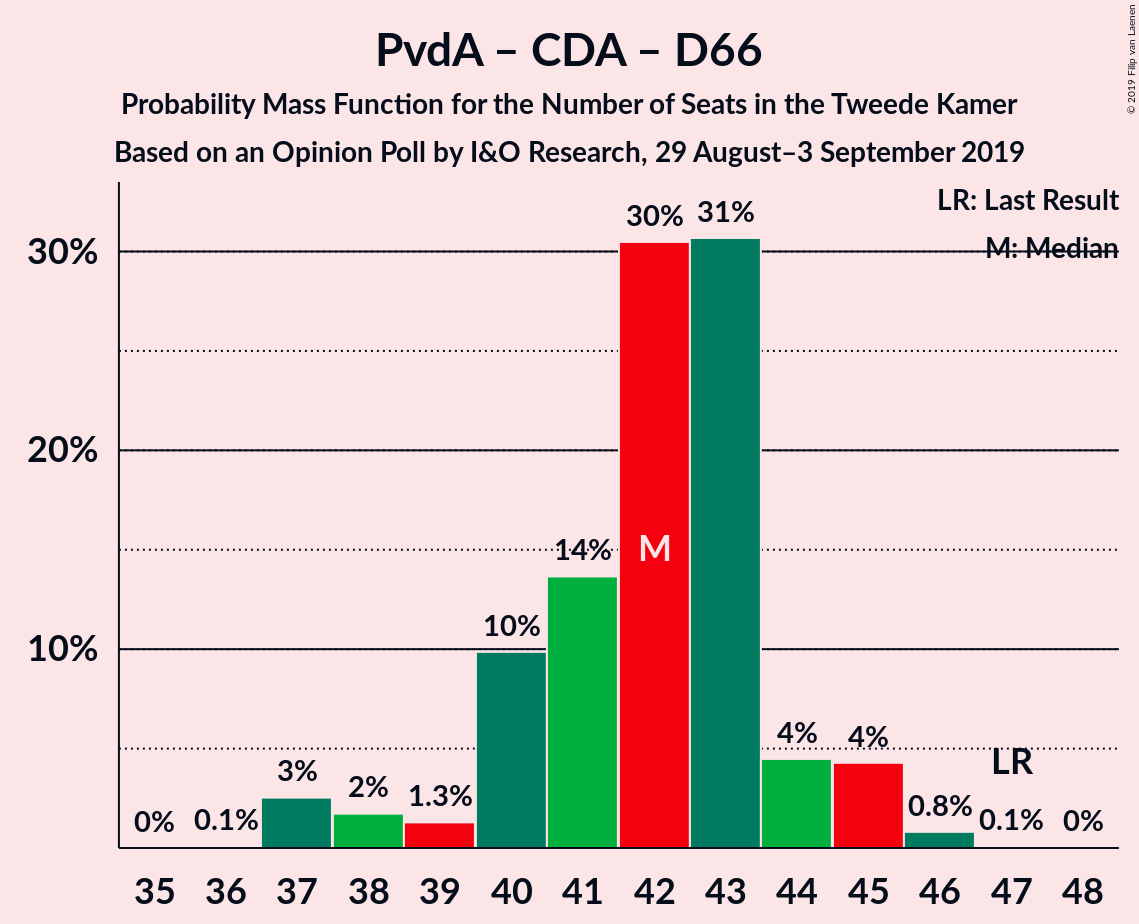 PvdA – CDA – D66
Probability Mass Function for the Number of Seats in the Tweede Kamer
Based on an Opinion Poll by I&O Research, 29 August–3 September 2019
© 2019 Filip van Laenen
LR: Last Result
M: Median
30%
20%
10%
0% 0.1% 3% 2% 1.3% 10% 14% 30% 31% 4% 4% 0.8% 0.1% 0%
M
LR
35 36 37 38 39 40 41 42 43 44 45 46 47 48